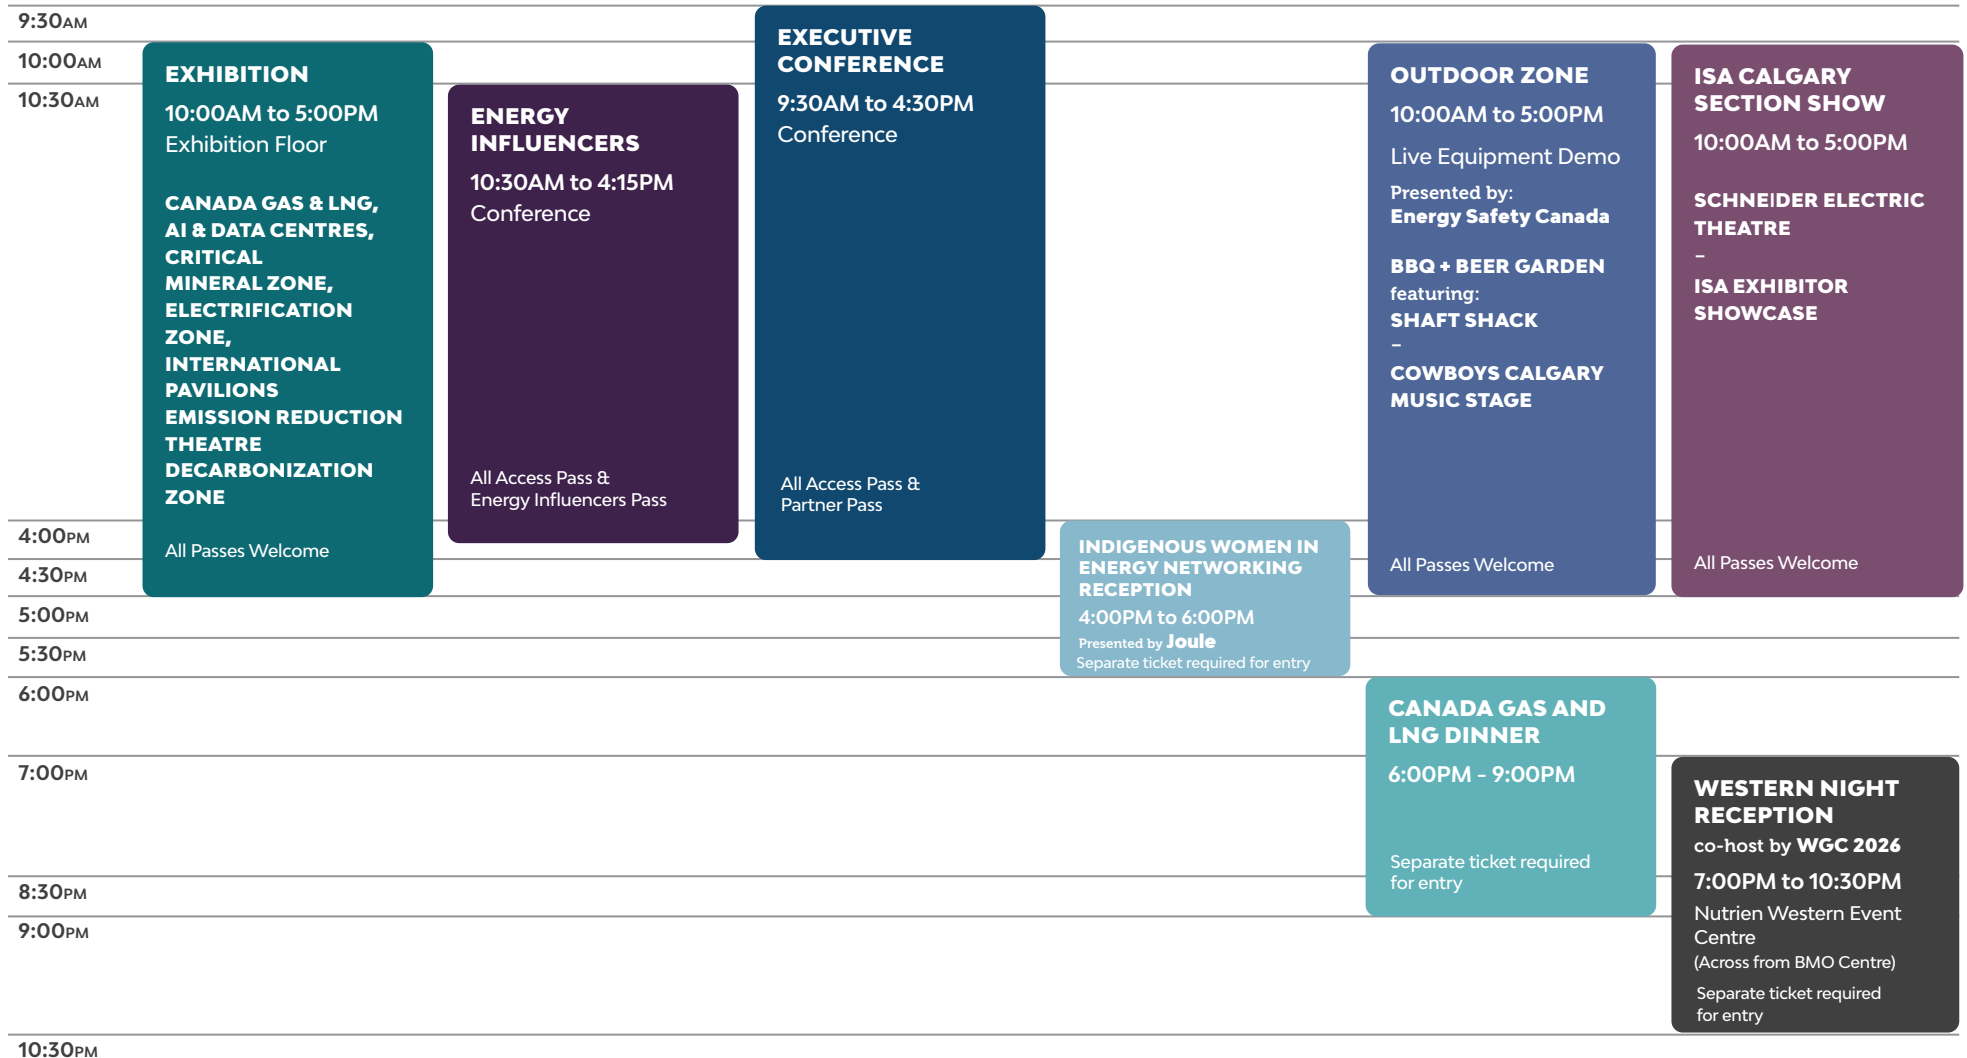 9:30AM
10:00AM
10:30AM
4:00PM
4:30PM
5:00PM
5:30PM
6:00PM
7:00PM
8:30PM
9:00PM
10:30PM
EXHIBITION
10:00AM to 5:00PM
Exhibition Floor
CANADA GAS & LNG,
AI & DATA CENTRES,
CRITICAL
MINERAL ZONE,
ELECTRIFICATION
ZONE,
INTERNATIONAL
PAVILIONS
EMISSION REDUCTION
THEATRE
DECARBONIZATION
ZONE
All Passes Welcome
ENERGY
INFLUENCERS
10:30AM to 4:15PM
Conference
All Access Pass &
Energy Influencers Pass
EXECUTIVE
CONFERENCE
9:30AM to 4:30PM
Conference
All Access Pass &
Partner Pass
INDIGENOUS WOMEN IN
ENERGY NETWORKING
RECEPTION
4:00PM to 6:00PM
Presented by Joule
Separate ticket required for entry
OUTDOOR ZONE
10:00AM to 5:00PM
Live Equipment Demo
Presented by:
Energy Safety Canada
BBQ + BEER GARDEN
featuring:
SHAFT SHACK
–
COWBOYS CALGARY
MUSIC STAGE
All Passes Welcome
CANADA GAS AND
LNG DINNER
6:00PM - 9:00PM
Separate ticket required
for entry
ISA CALGARY
SECTION SHOW
10:00AM to 5:00PM
SCHNEIDER ELECTRIC
THEATRE
–
ISA EXHIBITOR
SHOWCASE
All Passes Welcome
WESTERN NIGHT
RECEPTION
co-host by WGC 2026
7:00PM to 10:30PM
Nutrien Western Event
Centre
(Across from BMO Centre)
Separate ticket required
for entry